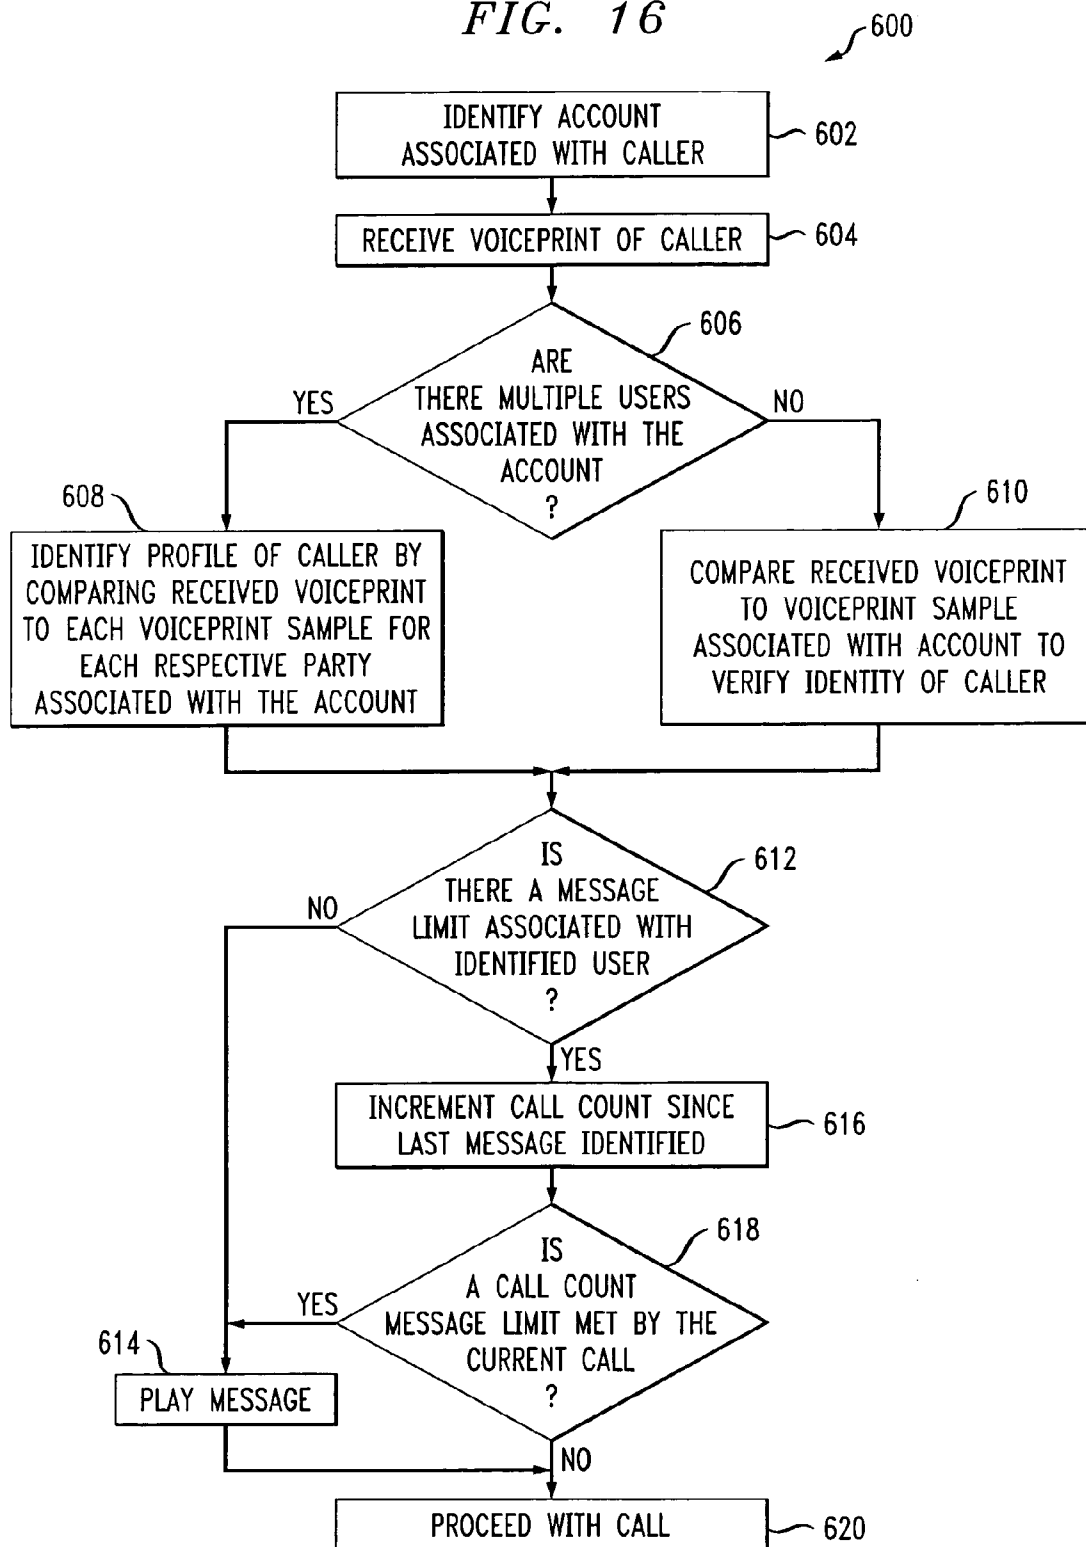 FIG. 16
600
IDENTIFY ACCOUNT
ASSOCIATED WITH CALLER
602
RECEIVE VOICEPRINT OF CALLER
604
606
ARE
THERE MULTIPLE USERS
ASSOCIATED WITH THE
ACCOUNT
?
YES
NO
608
IDENTIFY PROFILE OF CALLER BY
COMPARING RECEIVED VOICEPRINT
TO EACH VOICEPRINT SAMPLE FOR
EACH RESPECTIVE PARTY
ASSOCIATED WITH THE ACCOUNT
610
COMPARE RECEIVED VOICEPRINT
TO VOICEPRINT SAMPLE
ASSOCIATED WITH ACCOUNT TO
VERIFY IDENTITY OF CALLER
612
IS
THERE A MESSAGE
LIMIT ASSOCIATED WITH
IDENTIFIED USER
?
NO
YES
INCREMENT CALL COUNT SINCE
LAST MESSAGE IDENTIFIED
616
618
IS
A CALL COUNT
MESSAGE LIMIT MET BY THE
CURRENT CALL
?
YES
614
PLAY MESSAGE
NO
PROCEED WITH CALL
620